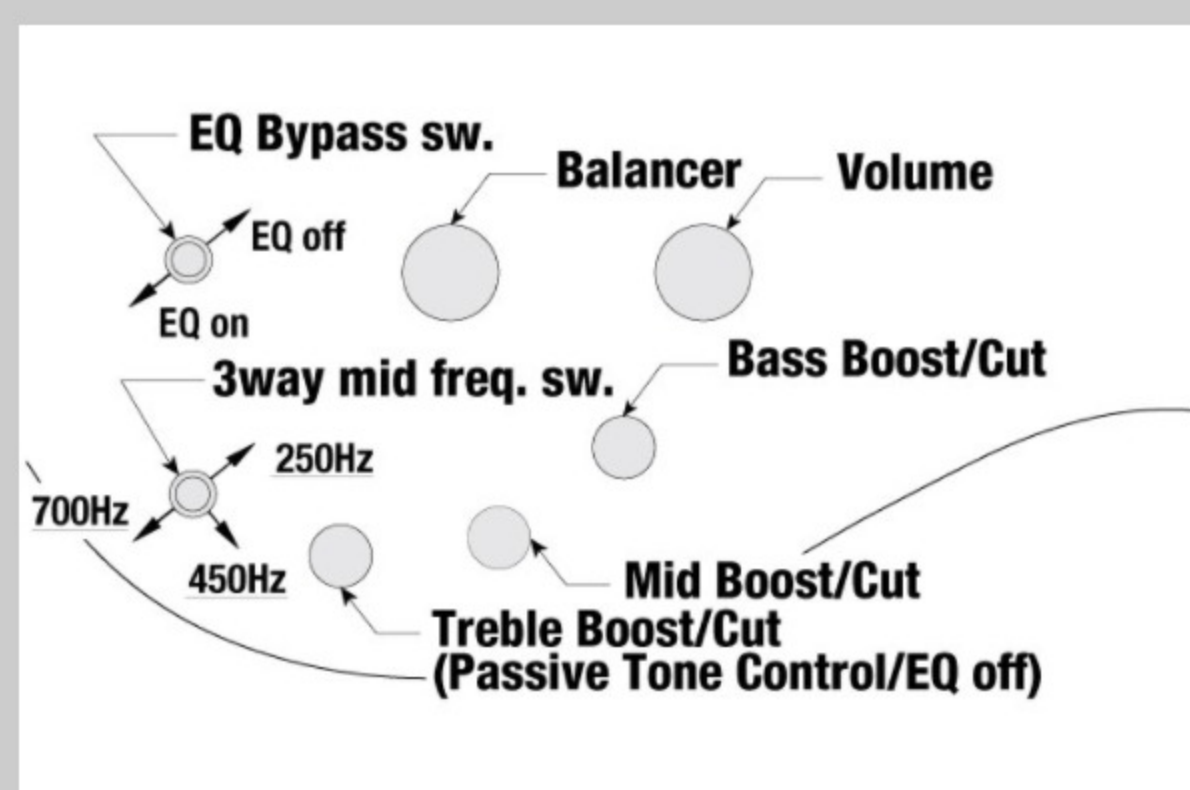 EQ Bypass sw.
Balancer
Volume
EQ off
EQ on
3way mid freq. sw.
Bass Boost/Cut
250Hz
700Hz
450Hz
Mid Boost/Cut
Treble Boost/Cut
(Passive Tone Control/EQ off)